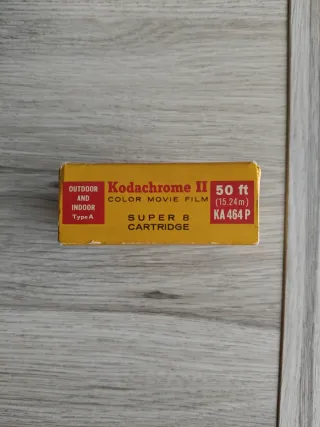 OUTDOOR
AND
INDOOR
Type A
Kodachrome II
COLOR MOVIE FILM
SUPER 8
CARTRIDGE
50 ft
(15.24m)
KA 464 P